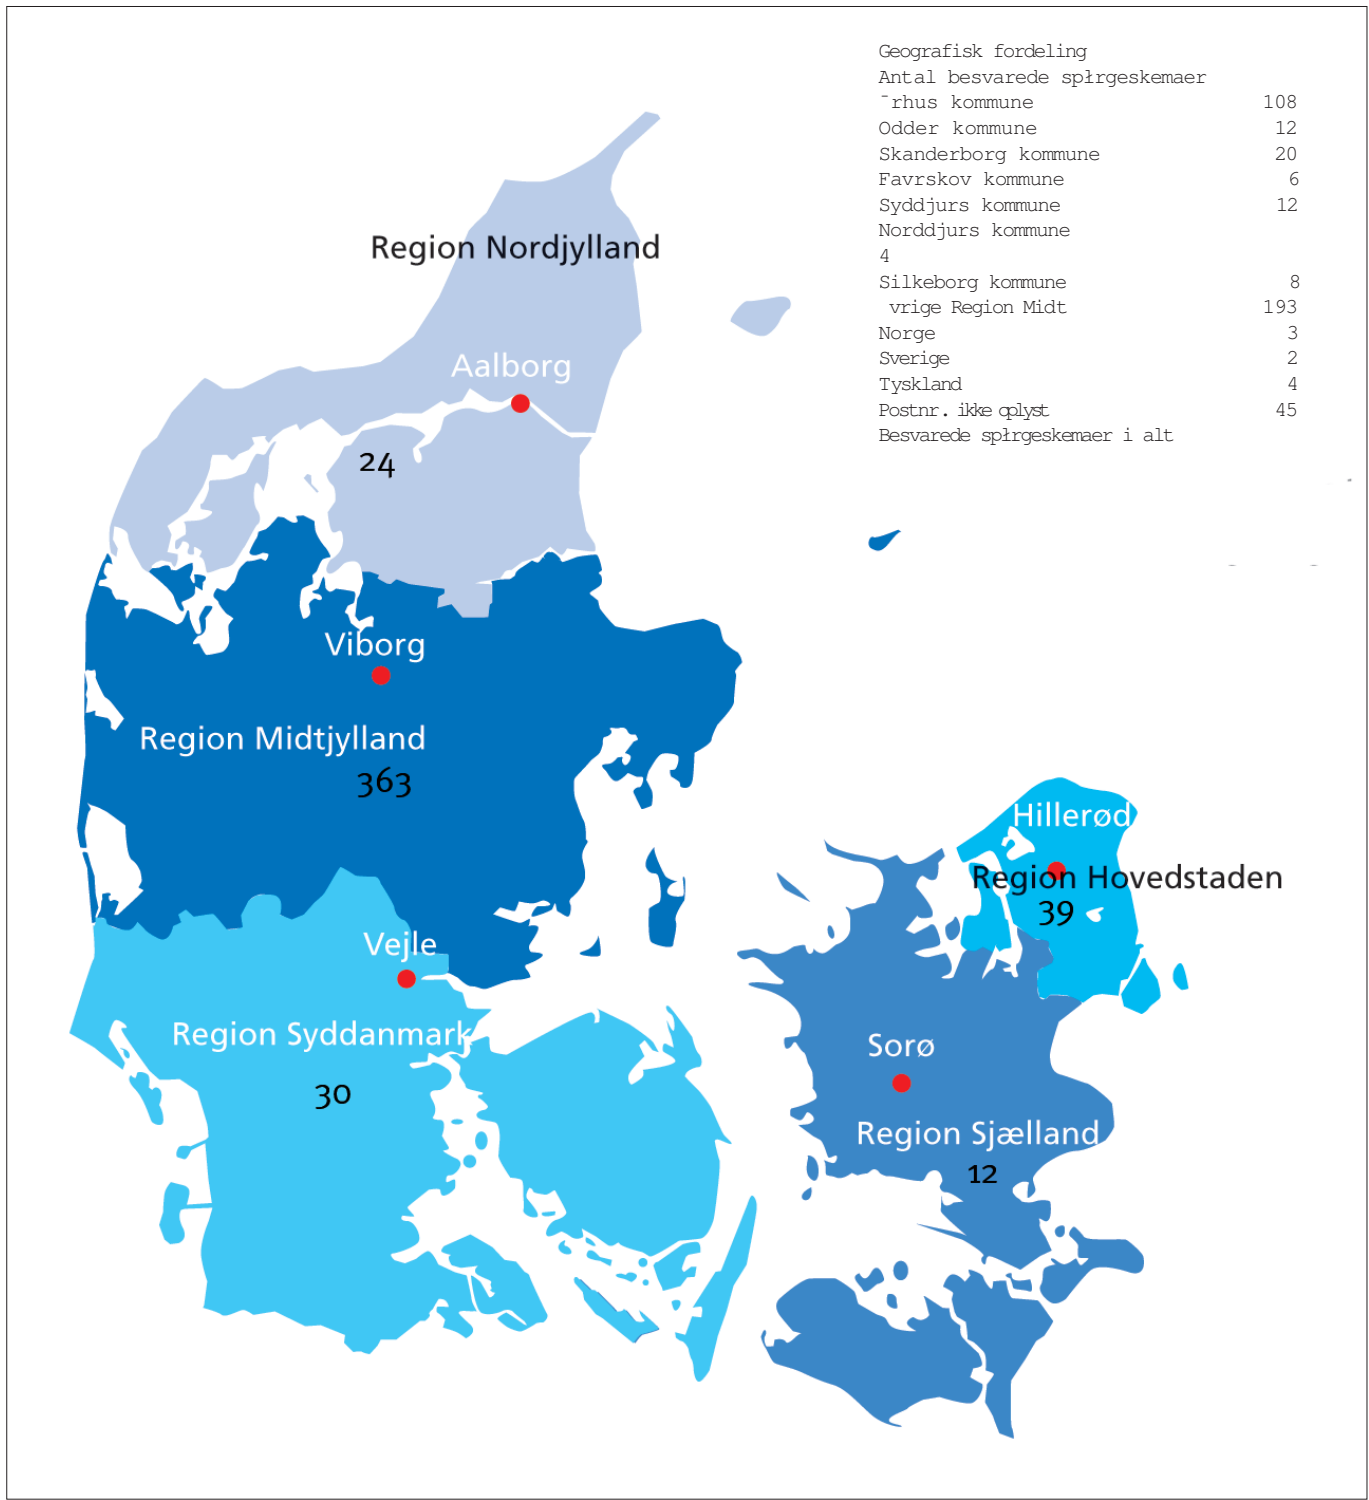 Geografisk fordeling
Antal besvarede spłrgeskemaer
¯rhus kommune 108
Odder kommune 12
Skanderborg kommune 20
Favrskov kommune 6
Syddjurs kommune 12
Norddjurs kommune
4
Silkeborg kommune 8
vrige Region Midt 193
Norge 3
Sverige 2
Tyskland 4
Postnr. ikke oplyst 45
Besvarede spłrgeskemaer i alt
Region Nordjylland
Aalborg
24
Viborg
Region Midtjylland
363
Hillerød
Region Hovedstaden
39
Vejle
Region Syddanmark
30
Sorø
Region Sjælland
12